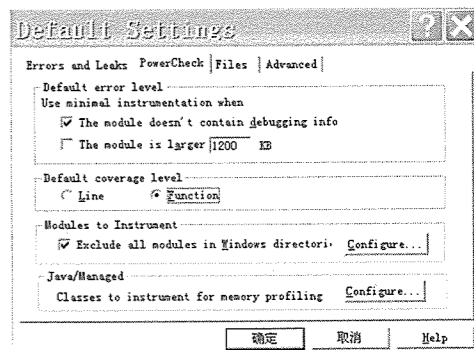 Default Settings
Errors and Leaks PowerCheck Files Advanced
Default error level
Use minimal instrumentation when
The module doesn't contain debugging info
The module is larger 1200 KB
Default coverage level
Line Function
Modules to Instrument
Exclude all modules in Windows directori Configure...
Java/Managed
Classes to instrument for memory profiling Configure...
确定 取消 Help